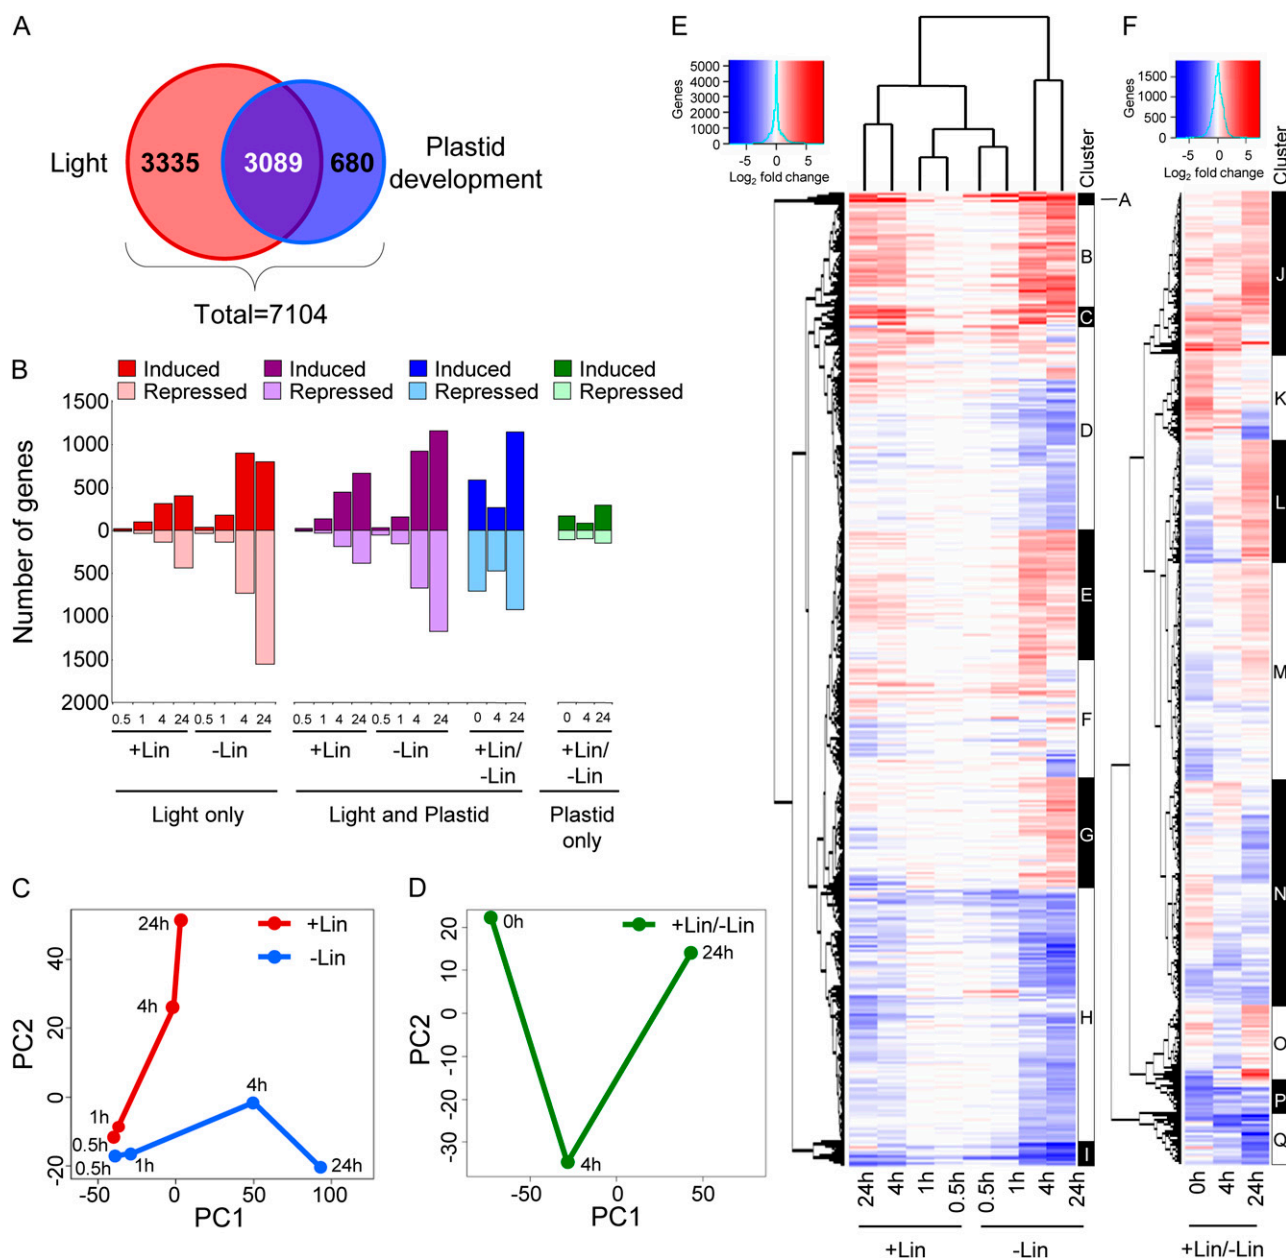 A
Light
3335
3089
680
Plastid
development
Total=7104
B
Induced
Repressed
Induced
Repressed
Induced
Repressed
Induced
Repressed
Number of genes
1500
1000
500
0
500
1000
1500
2000
0.5 1 4 24 0.5 1 4 24
0.5 1 4 24 0.5 1 4 24
0 4 24
0 4 24
+Lin -Lin
+Lin -Lin
+Lin/
-Lin
+Lin/
-Lin
Light only
Light and Plastid
Plastid
only
C
+Lin
-Lin
24h
4h
1h
0.5h
0.5h
1h
4h
24h
PC2
40
20
0
-20
-50 0 50 100
PC1
D
+Lin/-Lin
0h
4h
24h
PC2
20
10
0
-10
-20
-30
-50 0 50
PC1
E
Genes
5000
4000
3000
2000
1000
0
-5 0 5
Log2 fold change
Cluster
A
B
C
D
E
F
G
H
I
24h 4h 1h 0.5h 0.5h 1h 4h 24h
+Lin -Lin
F
Genes
1500
1000
500
0
-5 0 5
Log2 fold change
Cluster
J
K
L
M
N
O
P
Q
0h 4h 24h
+Lin/-Lin